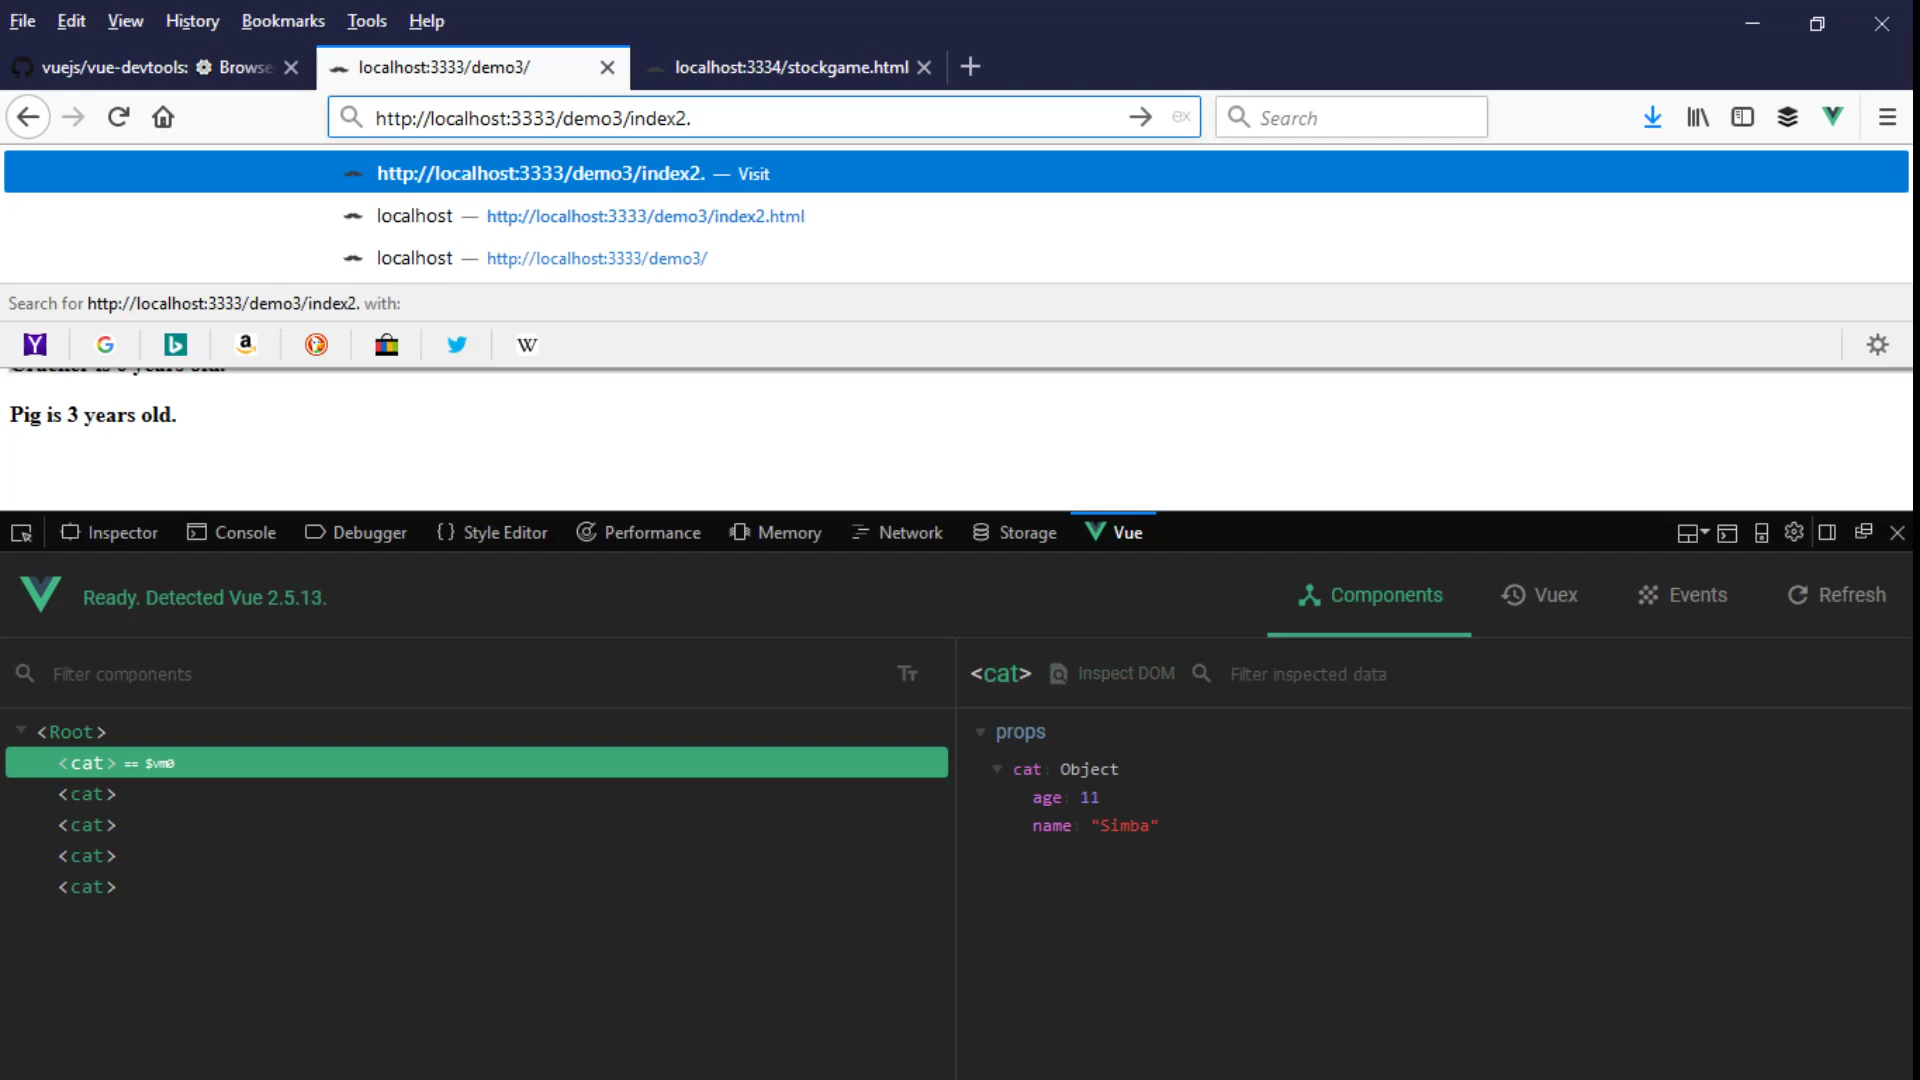 File Edit View History Bookmarks Tools Help
vuejs/vue-devtools: Browse localhost:3333/demo3/ localhost:3334/stockgame.html
http://localhost:3333/demo3/index2. Search
http://localhost:3333/demo3/index2. — Visit
localhost — http://localhost:3333/demo3/index2.html
localhost — http://localhost:3333/demo3/
Search for http://localhost:3333/demo3/index2. with:
Pig is 3 years old.
Inspector Console Debugger {} Style Editor Performance Memory Network Storage Vue
Ready. Detected Vue 2.5.13. Components Vuex Events Refresh
Filter components <cat> Inspect DOM Filter inspected data
<Root>
<cat> == $vm0
<cat>
<cat>
<cat>
<cat>
props
cat: Object
age: 11
name: "Simba"